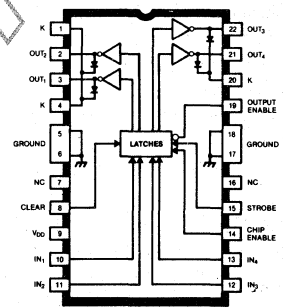 K 1
OUT₂ 2
OUT₁ 3
K 4
GROUND 5
6
NC 7
CLEAR 8
VDD 9
IN₁ 10
IN₂ 11
LATCHES
22 OUT₃
21 OUT₄
20 K
19 OUTPUT
ENABLE
18
GROUND
17
16 NC
15 STROBE
14 CHIP
ENABLE
13 IN₄
12 IN₃